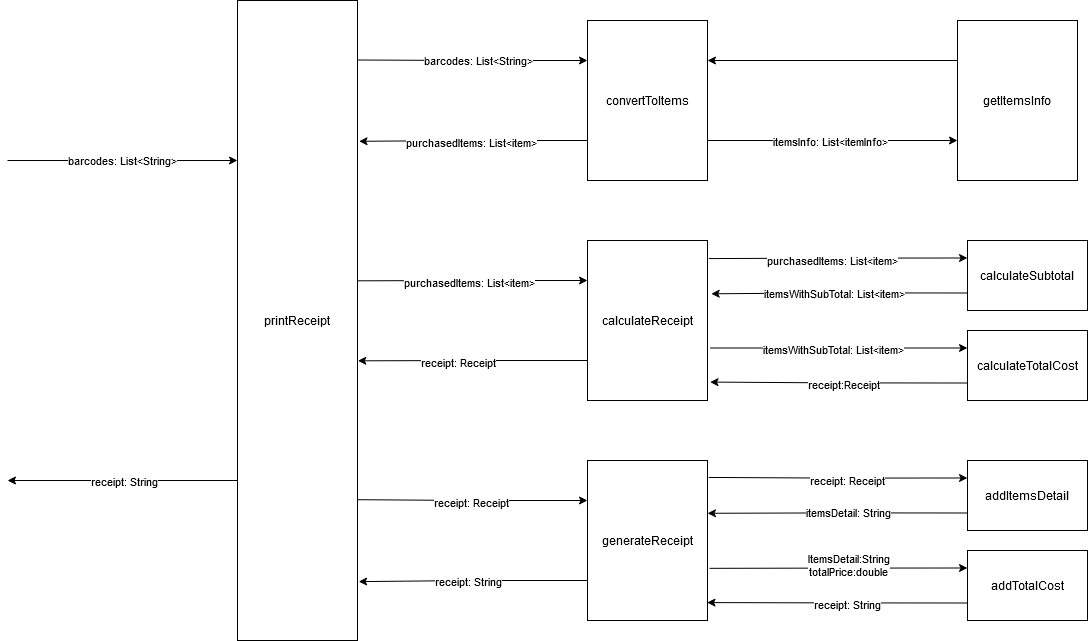 barcodes: List<String>
convertToItems
getItemsInfo
purchasedItems: List<item>
itemsInfo: List<itemInfo>
barcodes: List<String>
purchasedItems: List<item>
calculateSubtotal
purchasedItems: List<item>
itemsWithSubTotal: List<item>
printReceipt
calculateReceipt
itemsWithSubTotal: List<item>
receipt: Receipt
calculateTotalCost
receipt:Receipt
receipt: String
receipt: Receipt
receipt: Receipt
addItemsDetail
itemsDetail: String
generateReceipt
ItemsDetail:String
totalPrice:double
receipt: String
addTotalCost
receipt: String